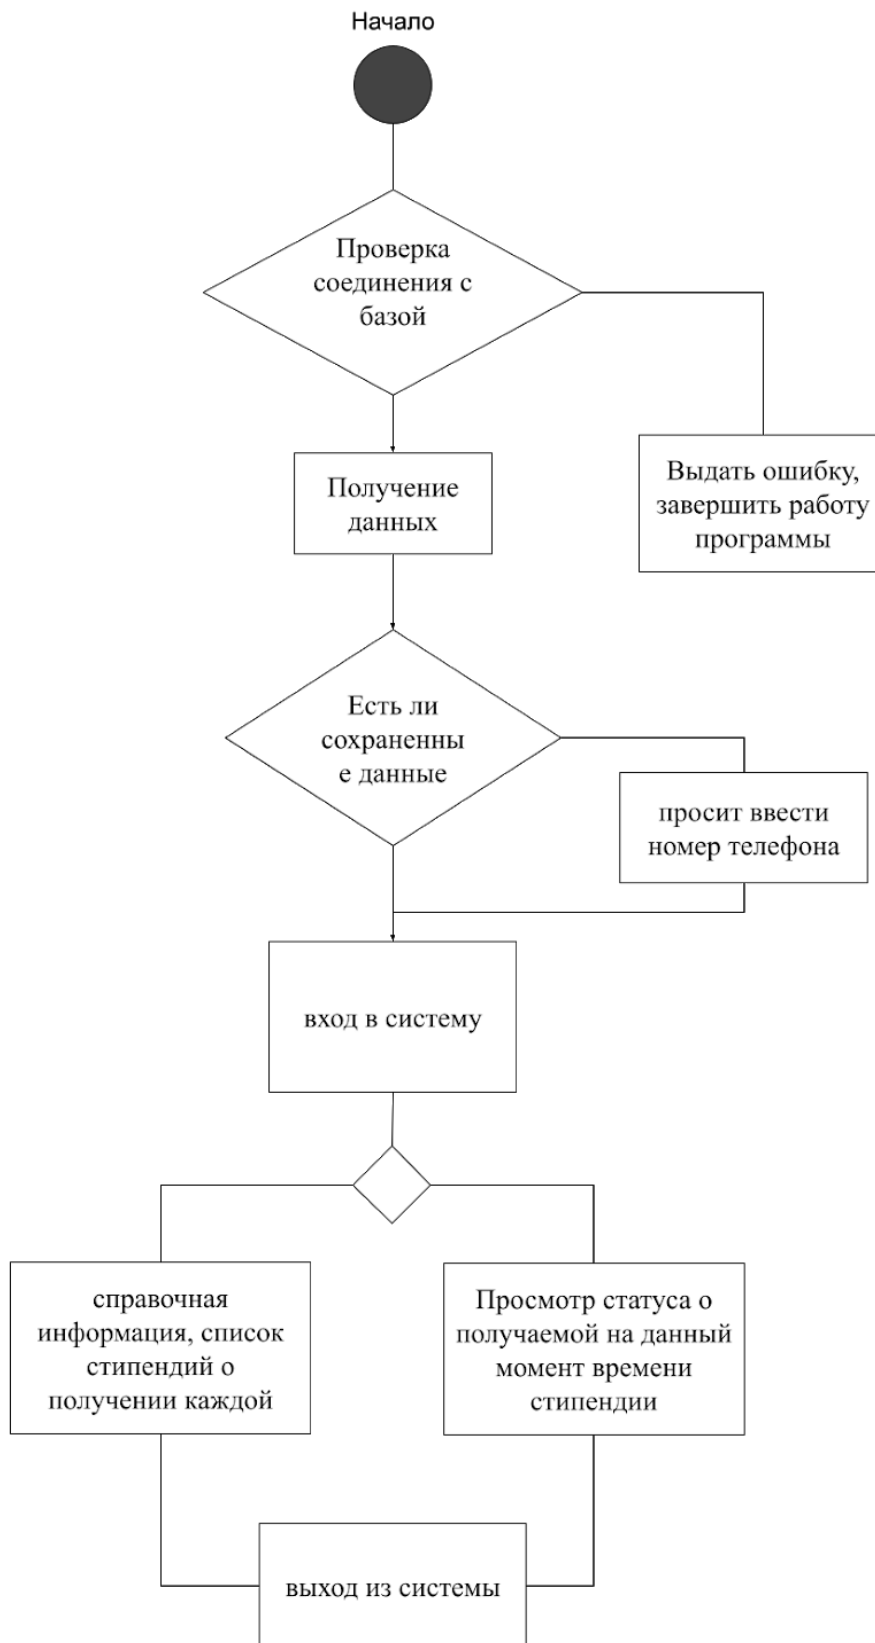 Начало
Проверка
соединения с
базой
Получение
данных
Выдать ошибку,
завершить работу
программы
Есть ли
сохраненны
е данные
просит ввести
номер телефона
вход в систему
справочная
информация, список
стипендий о
получении каждой
Просмотр статуса о
получаемой на данный
момент времени
стипендии
выход из системы